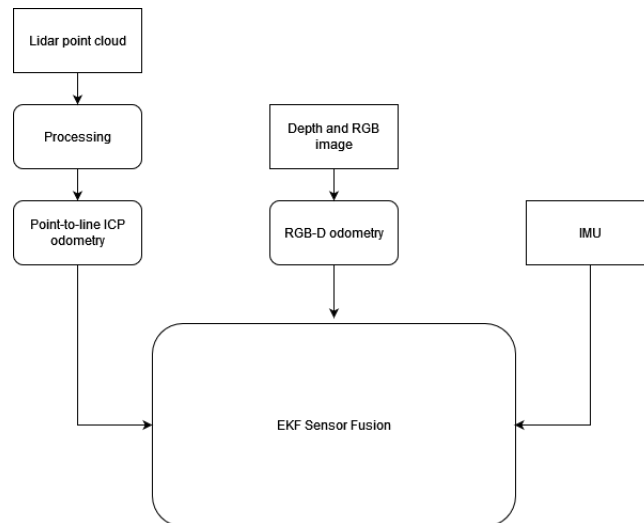 Lidar point cloud
Processing
Point-to-line ICP
odometry
Depth and RGB
image
RGB-D odometry
IMU
EKF Sensor Fusion